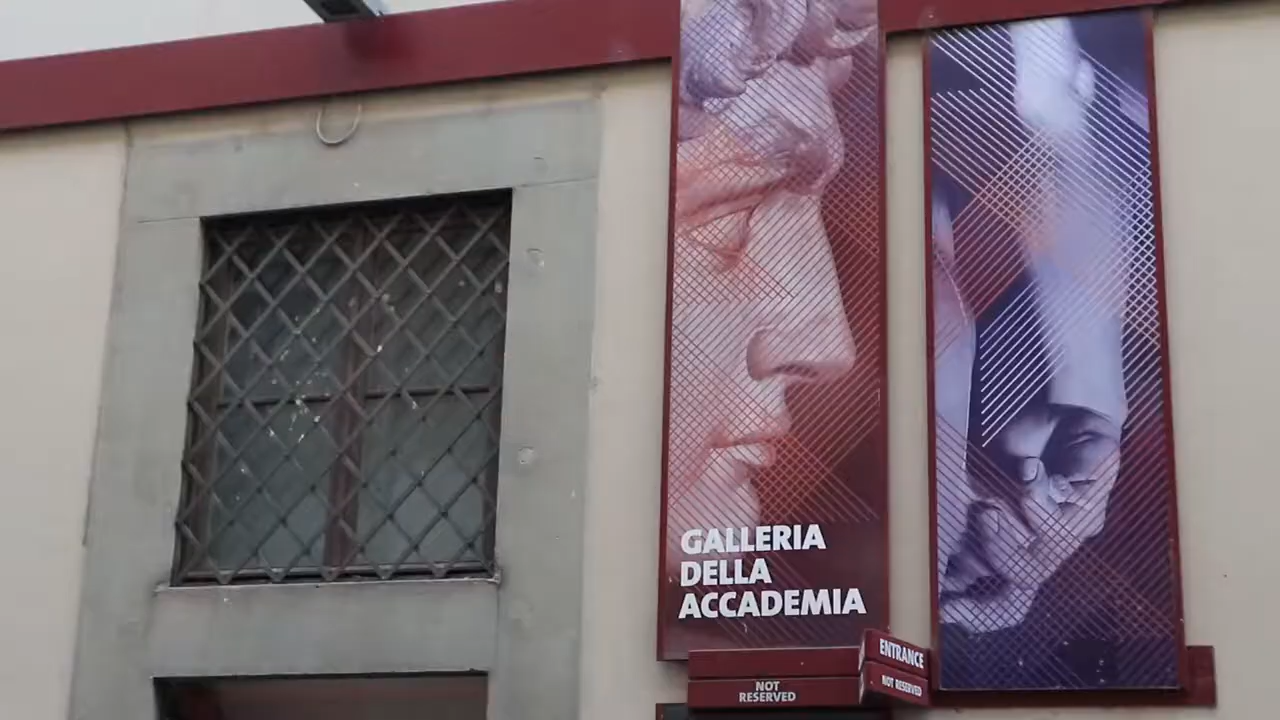 GALLERIA
DELLA
ACCADEMIA
ENTRANCE
NOT
RESERVED
NOT RESERVED